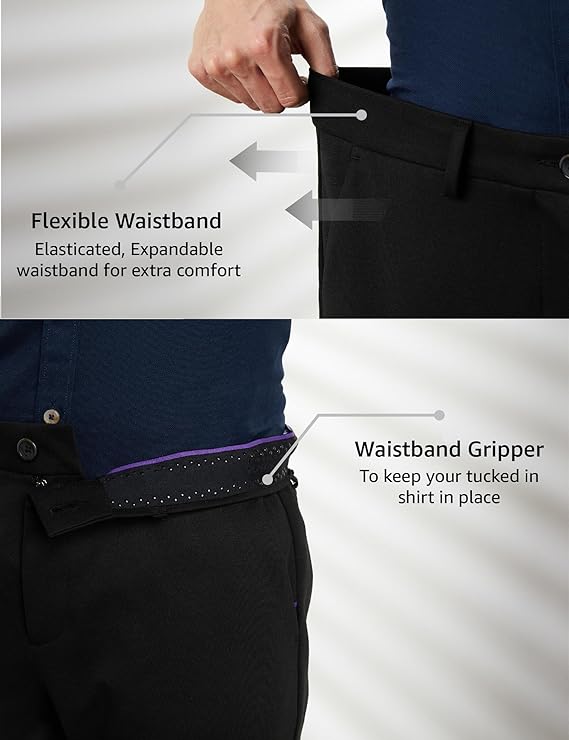 Flexible Waistband
Elasticated, Expandable
waistband for extra comfort
Waistband Gripper
To keep your tucked in
shirt in place